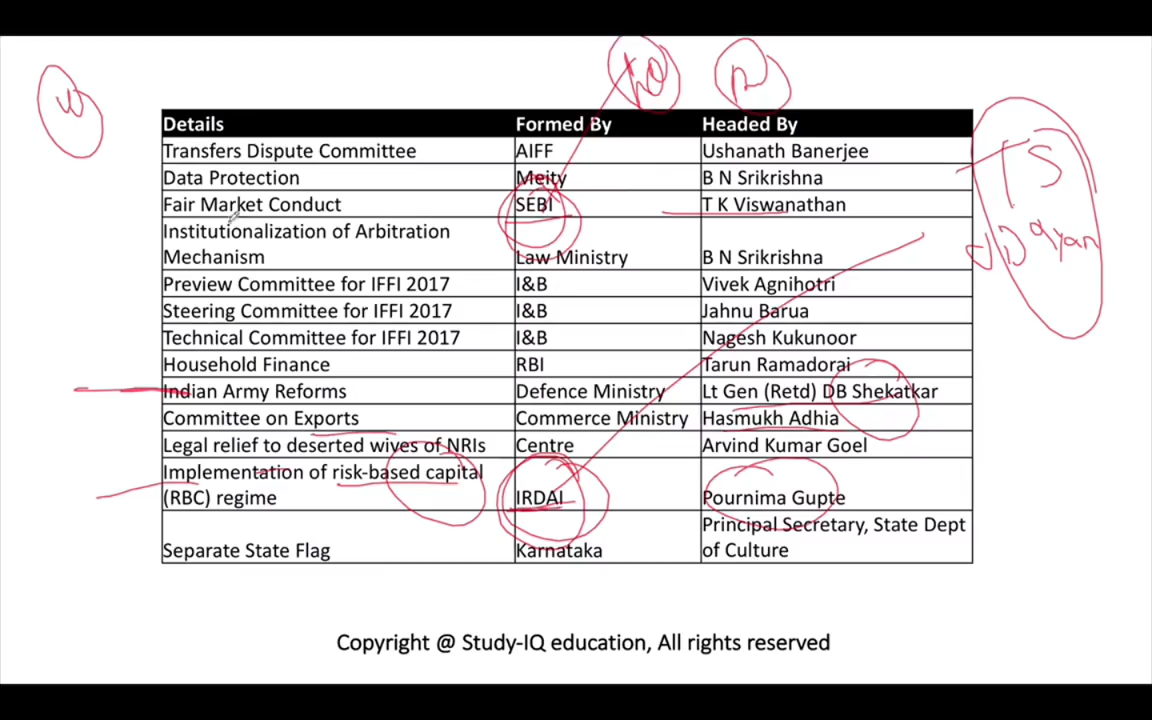 Details Formed By Headed By
Transfers Dispute Committee AIFF Ushanath Banerjee
Data Protection Meity B N Srikrishna
Fair Market Conduct SEBI T K Viswanathan
Institutionalization of Arbitration
Mechanism Law Ministry B N Srikrishna
Preview Committee for IFFI 2017 I&B Vivek Agnihotri
Steering Committee for IFFI 2017 I&B Jahnu Barua
Technical Committee for IFFI 2017 I&B Nagesh Kukunoor
Household Finance RBI Tarun Ramadorai
Indian Army Reforms Defence Ministry Lt Gen (Retd) DB Shekatkar
Committee on Exports Commerce Ministry Hasmukh Adhia
Legal relief to deserted wives of NRIs Centre Arvind Kumar Goel
Implementation of risk-based capital
(RBC) regime IRDAI Pournima Gupte
Principal Secretary, State Dept
Separate State Flag Karnataka of Culture
TS
Copyright @ Study-IQ education, All rights reserved